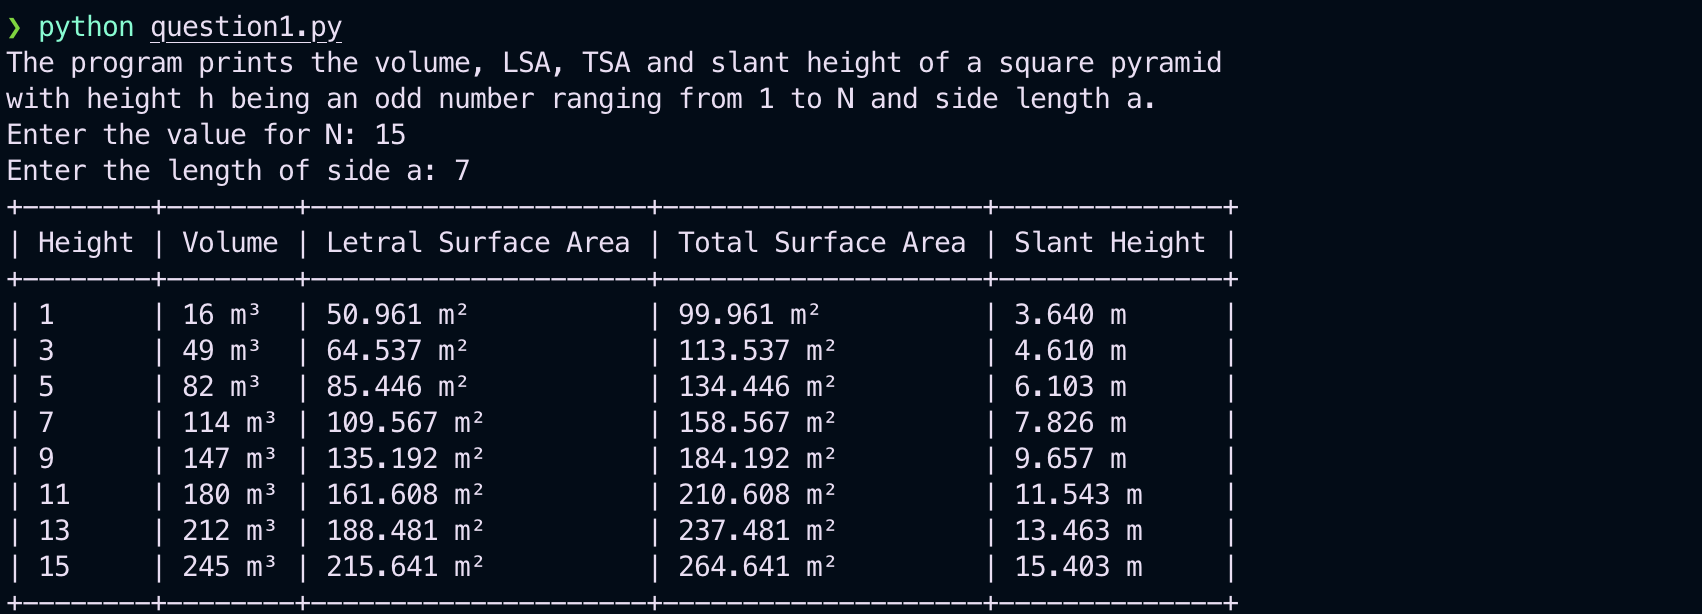 ❯ python question1.py
The program prints the volume, LSA, TSA and slant height of a square pyramid
with height h being an odd number ranging from 1 to N and side length a.
Enter the value for N: 15
Enter the length of side a: 7
+--------+--------+---------------------+--------------------+--------------+
| Height | Volume | Letral Surface Area | Total Surface Area | Slant Height |
+--------+--------+---------------------+--------------------+--------------+
| 1      | 16 m³  | 50.961 m²           | 99.961 m²          | 3.640 m      |
| 3      | 49 m³  | 64.537 m²           | 113.537 m²         | 4.610 m      |
| 5      | 82 m³  | 85.446 m²           | 134.446 m²         | 6.103 m      |
| 7      | 114 m³ | 109.567 m²          | 158.567 m²         | 7.826 m      |
| 9      | 147 m³ | 135.192 m²          | 184.192 m²         | 9.657 m      |
| 11     | 180 m³ | 161.608 m²          | 210.608 m²         | 11.543 m     |
| 13     | 212 m³ | 188.481 m²          | 237.481 m²         | 13.463 m     |
| 15     | 245 m³ | 215.641 m²          | 264.641 m²         | 15.403 m     |
+--------+--------+---------------------+--------------------+--------------+